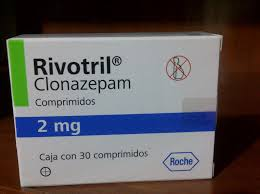 Rivotril®
Clonazepam
Comprimidos
2 mg
Caja con 30 comprimidos
Roche